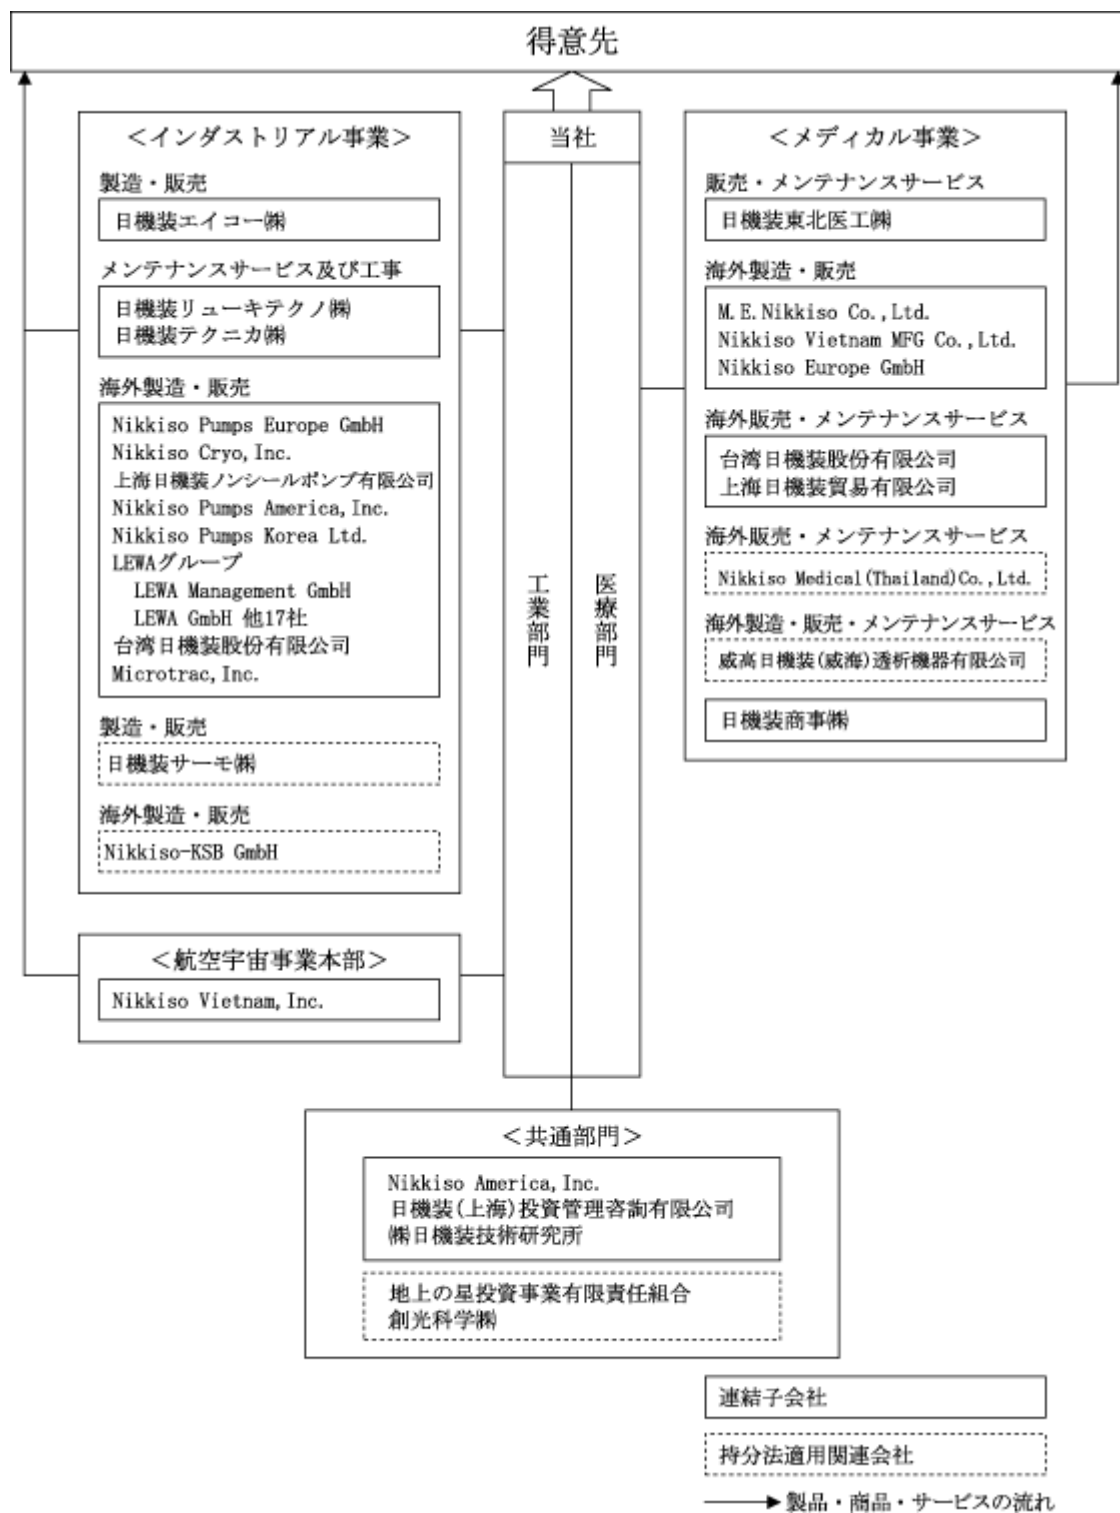 得意先
<インダストリアル事業>
製造・販売
日機装エイコー㈱
メンテナンスサービス及び工事
日機装リューキテクノ㈱
日機装テクニカ㈱
海外製造・販売
Nikkiso Pumps Europe GmbH
Nikkiso Cryo,Inc.
上海日機装ノンシールポンプ有限公司
Nikkiso Pumps America,Inc.
Nikkiso Pumps Korea Ltd.
LEWAグループ
LEWA Management GmbH
LEWA GmbH 他17社
台湾日機装股份有限公司
Microtrac,Inc.
製造・販売
日機装サーモ㈱
海外製造・販売
Nikkiso-KSB GmbH
<航空宇宙事業本部>
Nikkiso Vietnam,Inc.
当社
工業部門
医療部門
<メディカル事業>
販売・メンテナンスサービス
日機装東北医工㈱
海外製造・販売
M.E.Nikkiso Co.,Ltd.
Nikkiso Vietnam MFG Co.,Ltd.
Nikkiso Europe GmbH
海外販売・メンテナンスサービス
台湾日機装股份有限公司
上海日機装貿易有限公司
海外販売・メンテナンスサービス
Nikkiso Medical(Thailand)Co.,Ltd.
海外製造・販売・メンテナンスサービス
威高日機装(威海)透析機器有限公司
日機装商事㈱
<共通部門>
Nikkiso America,Inc.
日機装(上海)投資管理咨詢有限公司
㈱日機装技術研究所
地上の星投資事業有限責任組合
創光科学㈱
連結子会社
持分法適用関連会社
製品・商品・サービスの流れ